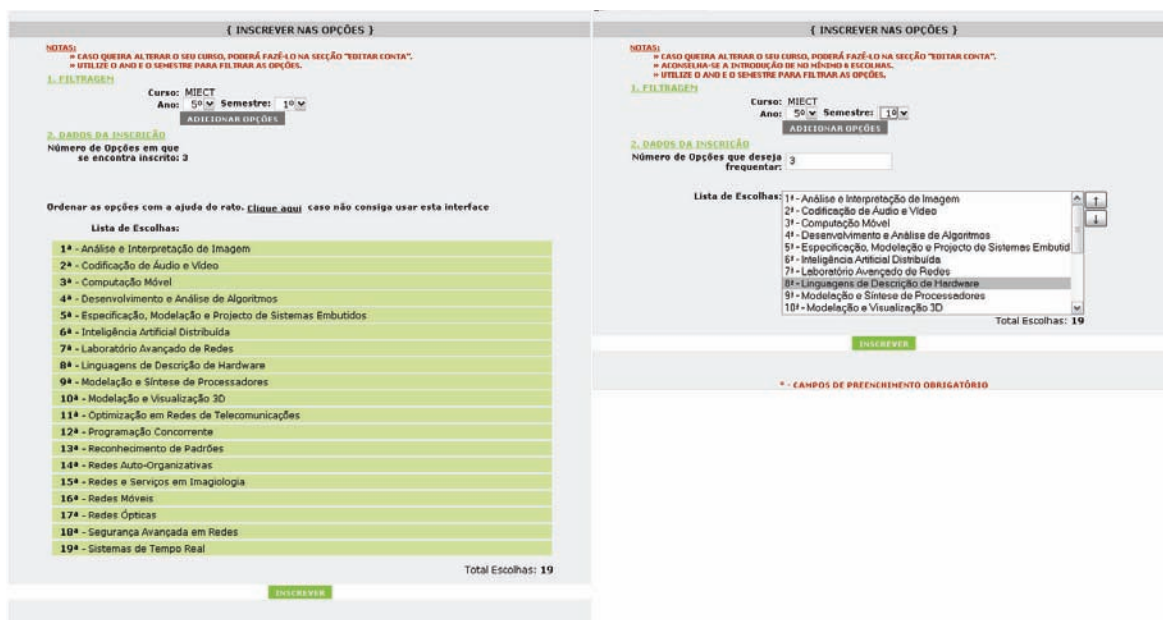 { INSCREVER NAS OPÇÕES }
NOTAS:
» CASO QUEIRA ALTERAR O SEU CURSO, PODERÁ FAZÊ-LO NA SECÇÃO "EDITAR CONTA".
» UTILIZE O ANO E O SEMESTRE PARA FILTRAR AS OPÇÕES.
1. FILTRAGEM
Curso: MIECT
Ano: 5º Semestre: 1º
ADICIONAR OPÇÕES
2. DADOS DA INSCRIÇÃO
Número de Opções em que
se encontra inscrito: 3
Ordenar as opções com a ajuda do rato. Clique aqui caso não consiga usar esta interface
Lista de Escolhas:
1ª - Análise e Interpretação de Imagem
2ª - Codificação de Áudio e Vídeo
3ª - Computação Móvel
4ª - Desenvolvimento e Análise de Algoritmos
5ª - Especificação, Modelação e Projecto de Sistemas Embutidos
6ª - Inteligência Artificial Distribuída
7ª - Laboratório Avançado de Redes
8ª - Linguagens de Descrição de Hardware
9ª - Modelação e Síntese de Processadores
10ª - Modelação e Visualização 3D
11ª - Optimização em Redes de Telecomunicações
12ª - Programação Concorrente
13ª - Reconhecimento de Padrões
14ª - Redes Auto-Organizativas
15ª - Redes e Serviços em Imagiologia
16ª - Redes Móveis
17ª - Redes Ópticas
18ª - Segurança Avançada em Redes
19ª - Sistemas de Tempo Real
Total Escolhas: 19
INSCREVER
{ INSCREVER NAS OPÇÕES }
NOTAS:
» CASO QUEIRA ALTERAR O SEU CURSO, PODERÁ FAZÊ-LO NA SECÇÃO "EDITAR CONTA".
» ACONSELHA-SE A INTRODUÇÃO DE NO MÍNIMO 6 ESCOLHAS.
» UTILIZE O ANO E O SEMESTRE PARA FILTRAR AS OPÇÕES.
1. FILTRAGEM
Curso: MIECT
Ano: 5º Semestre: 1º
ADICIONAR OPÇÕES
2. DADOS DA INSCRIÇÃO
Número de Opções que deseja
frequentar: 3
Lista de Escolhas:
1ª - Análise e Interpretação de Imagem
2ª - Codificação de Áudio e Vídeo
3ª - Computação Móvel
4ª - Desenvolvimento e Análise de Algoritmos
5ª - Especificação, Modelação e Projecto de Sistemas Embutid
6ª - Inteligência Artificial Distribuída
7ª - Laboratório Avançado de Redes
8ª - Linguagens de Descrição de Hardware
9ª - Modelação e Síntese de Processadores
10ª - Modelação e Visualização 3D
Total Escolhas: 19
INSCREVER
* - CAMPOS DE PREENCHIMENTO OBRIGATÓRIO